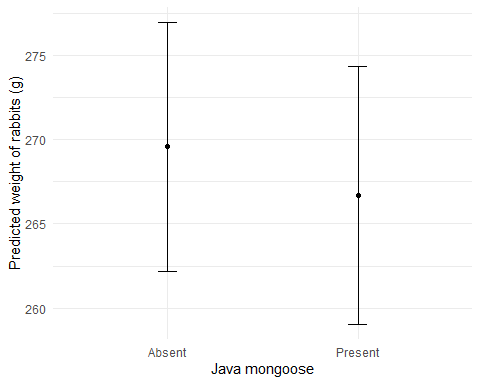 Predicted weight of rabbits (g)
275
270
265
260
Absent
Present
Java mongoose